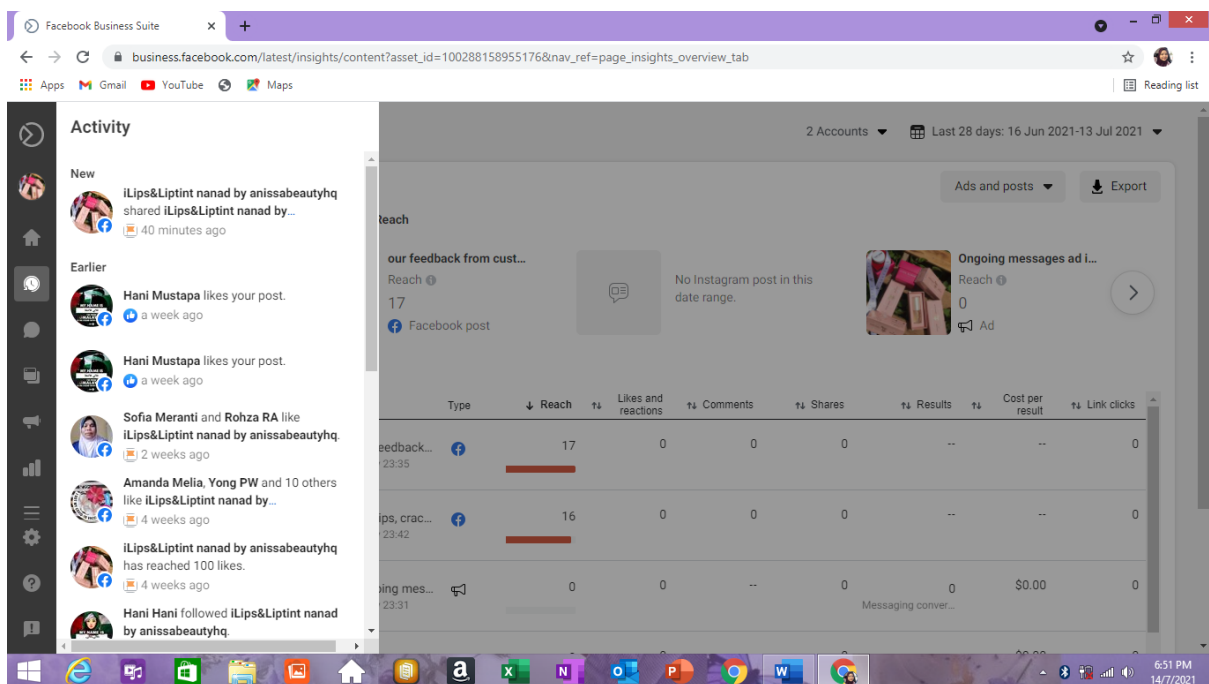 Facebook Business Suite
business.facebook.com/latest/insights/content?asset_id=100288158955176&nav_ref=page_insights_overview_tab
Apps Gmail YouTube Maps Reading list
Activity
New
iLips&Liptint nanad by anissabeautyhq
shared iLips&Liptint nanad by...
40 minutes ago
Earlier
Hani Mustapa likes your post.
a week ago
Hani Mustapa likes your post.
a week ago
Sofia Meranti and Rohza RA like
iLips&Liptint nanad by anissabeautyhq.
2 weeks ago
Amanda Melia, Yong PW and 10 others
like iLips&Liptint nanad by...
4 weeks ago
iLips&Liptint nanad by anissabeautyhq
has reached 100 likes.
4 weeks ago
Hani Hani followed iLips&Liptint nanad
by anissabeautyhq.
2 Accounts Last 28 days: 16 Jun 2021-13 Jul 2021
Ads and posts Export
Reach
our feedback from cust...
Reach
17
Facebook post
No Instagram post in this
date range.
Ongoing messages ad i...
Reach
0
Ad
Type Reach Likes and reactions Comments Shares Results Cost per result Link clicks
eedback... 17 0 0 0 -- -- 0
23:35
ips, crac... 16 0 0 0 -- -- 0
23:42
oing mes... 0 0 -- 0 0 $0.00 0
23:31 Messaging conver...
6:51 PM
14/7/2021